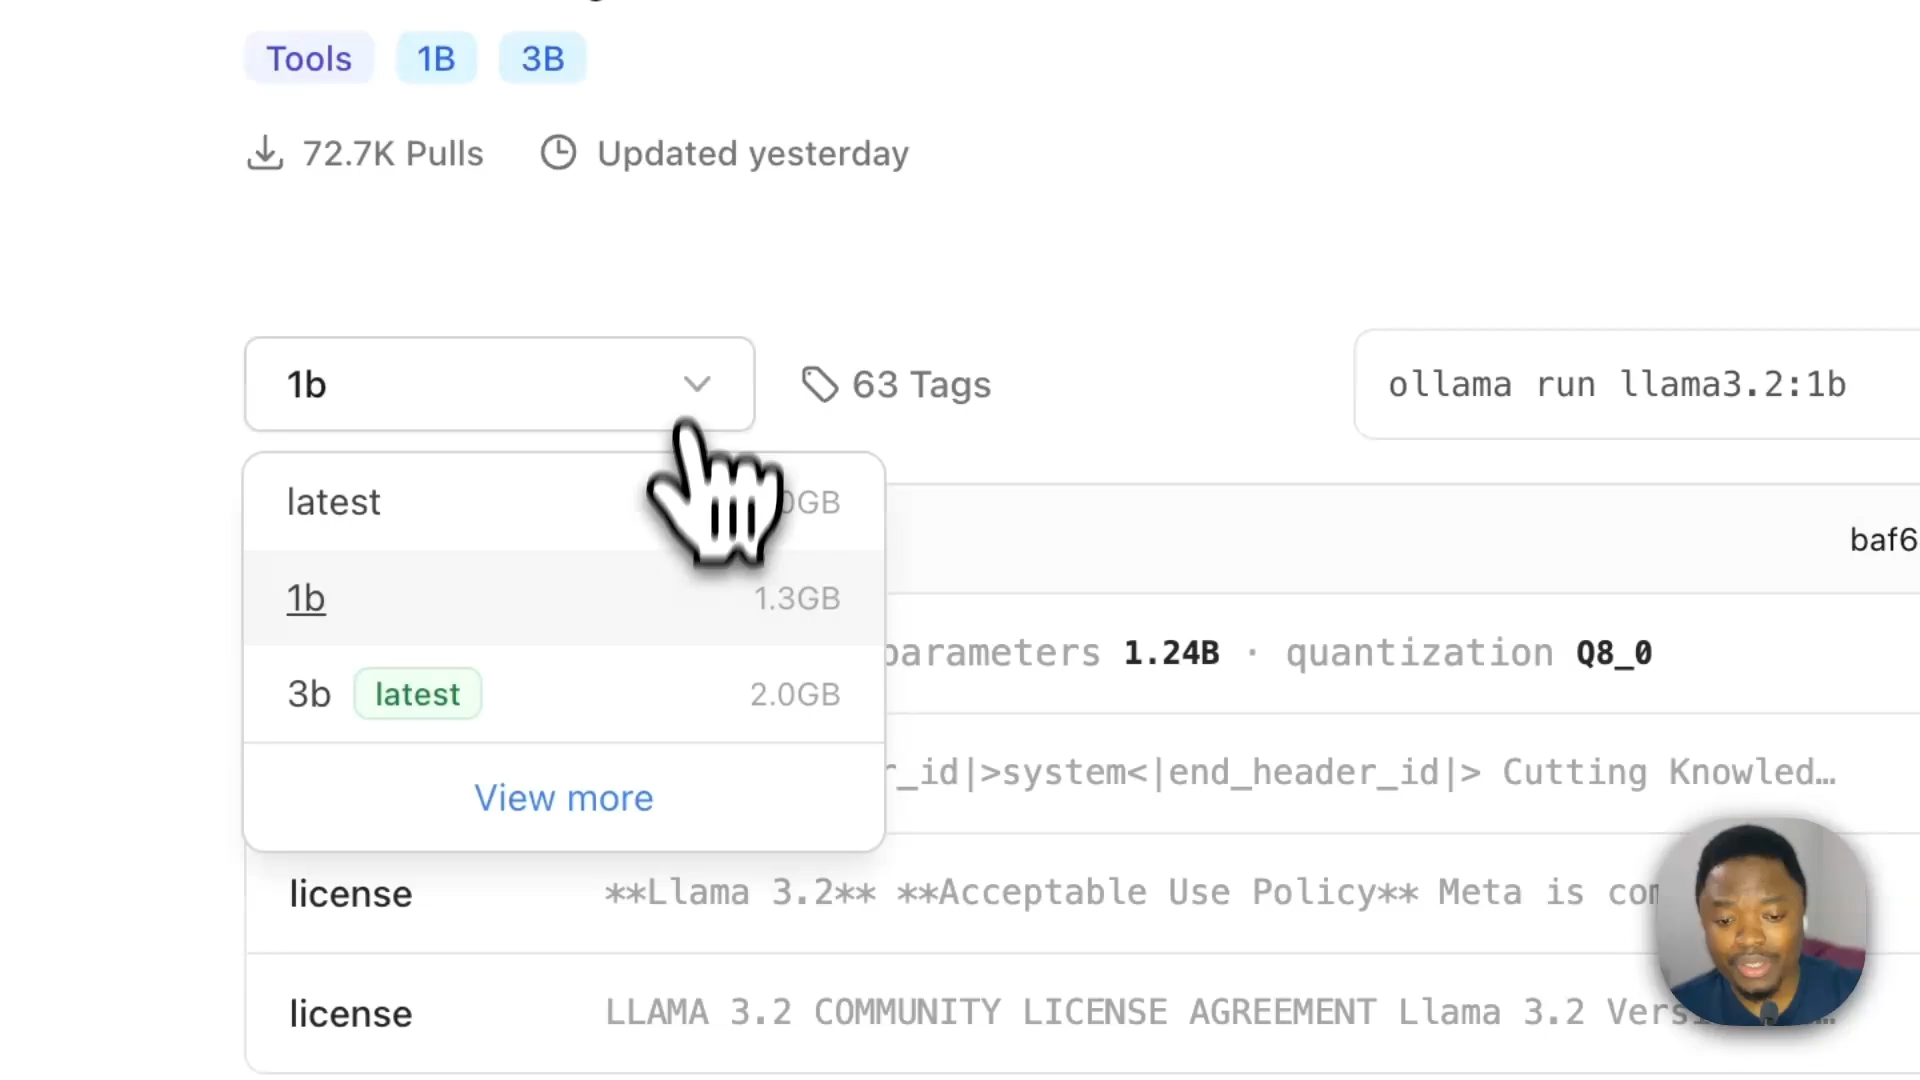 Tools 1B 3B
72.7K Pulls Updated yesterday
1b 63 Tags ollama run llama3.2:1b
latest 0GB
baf6
1b 1.3GB
parameters 1.24B · quantization Q8_0
3b latest 2.0GB
r_id|>system<|end_header_id|> Cutting Knowled…
View more
license **Llama 3.2** **Acceptable Use Policy** Meta is com
license LLAMA 3.2 COMMUNITY LICENSE AGREEMENT Llama 3.2 Vers …